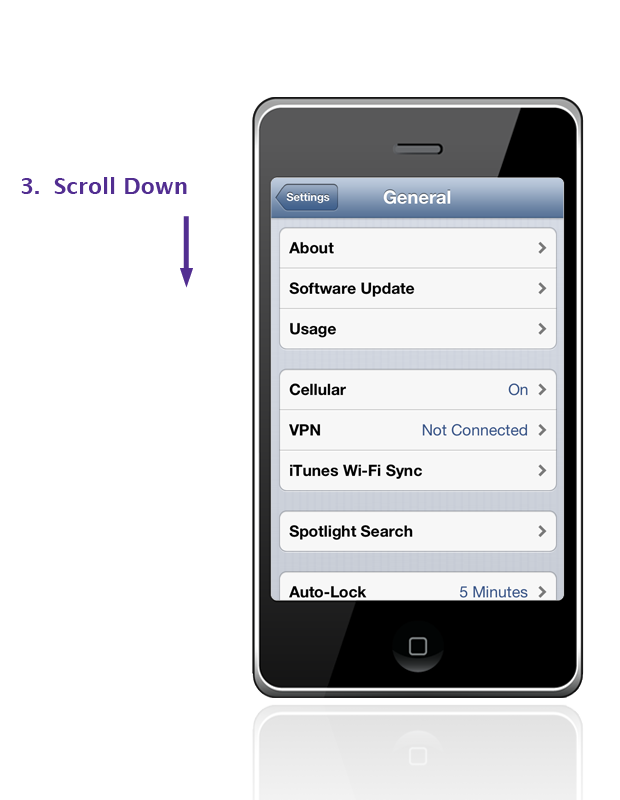 3. Scroll Down
Settings
General
About
Software Update
Usage
Cellular On
VPN Not Connected
iTunes Wi-Fi Sync
Spotlight Search
Auto-Lock 5 Minutes